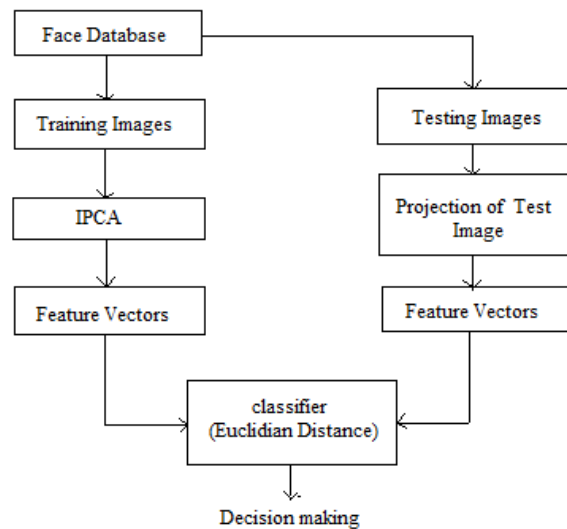 Face Database
Training Images
Testing Images
IPCA
Projection of Test
Image
Feature Vectors
Feature Vectors
classifier
(Euclidian Distance)
Decision making